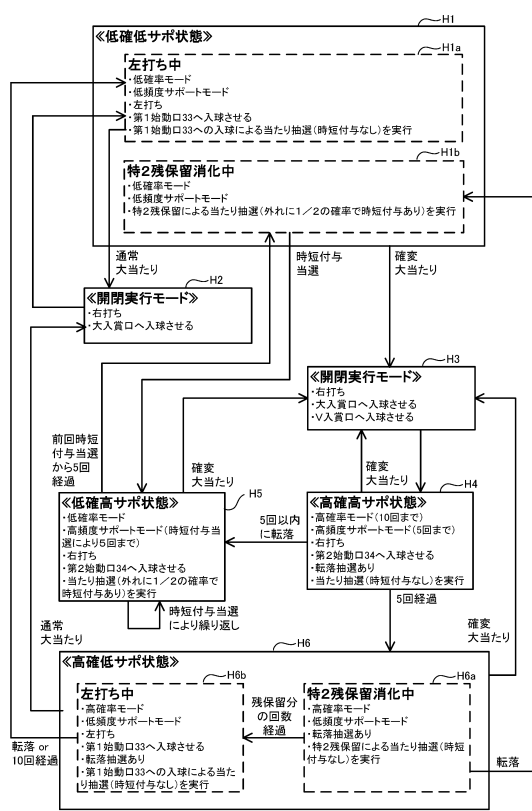 H1
≪低確低サポ状態≫
H1a
左打ち中
・低確率モード
・低頻度サポートモード
・左打ち
・第1始動口33へ入球させる
・第1始動口33への入球による当たり抽選(時短付与なし)を実行
H1b
特2残保留消化中
・低確率モード
・低頻度サポートモード
・特2残保留による当たり抽選(外れに1/2の確率で時短付与あり)を実行
通常
大当たり
時短付与
当選
確変
大当たり
H2
≪開閉実行モード≫
・右打ち
・大入賞口へ入球させる
H3
≪開閉実行モード≫
・右打ち
・大入賞口へ入球させる
・V入賞口へ入球させる
前回時短
付与当選
から5回
経過
確変
大当たり
確変
大当たり
H5
≪低確高サポ状態≫
・低確率モード
・高頻度サポートモード(時短付与当
選により5回まで)
・右打ち
・第2始動口34へ入球させる
・当たり抽選(外れに1/2の確率で
時短付与あり)を実行
5回以内
に転落
H4
≪高確高サポ状態≫
・高確率モード(10回まで)
・高頻度サポートモード(5回まで)
・右打ち
・第2始動口34へ入球させる
・転落抽選あり
・当たり抽選(時短付与なし)を実行
時短付与当選
により繰り返し
5回経過
通常
大当たり
確変
大当たり
H6
≪高確低サポ状態≫
H6b
左打ち中
・高確率モード
・低頻度サポートモード
・左打ち
・第1始動口33へ入球させる
・転落抽選あり
・第1始動口33への入球による当た
り抽選(時短付与なし)を実行
残保留分
の回数
経過
H6a
特2残保留消化中
・高確率モード
・低頻度サポートモード
・転落抽選あり
・特2残保留による当たり抽選(時短
付与なし)を実行
転落 or
10回経過
転落